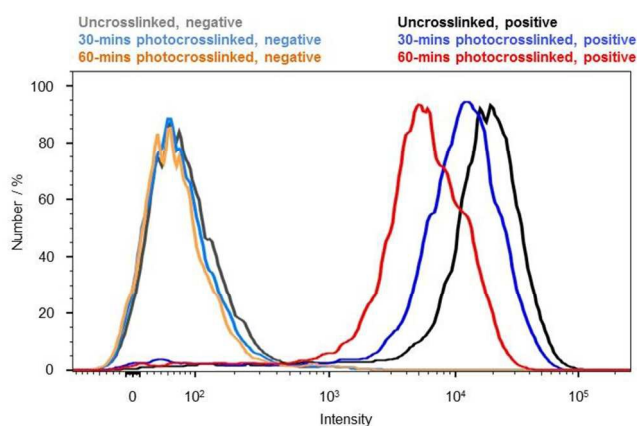 Uncrosslinked, negative
30-mins photocrosslinked, negative
60-mins photocrosslinked, negative
Uncrosslinked, positive
30-mins photocrosslinked, positive
60-mins photocrosslinked, positive
100
80
60
40
20
0
Number / %
0 10² 10³ 10⁴ 10⁵
Intensity